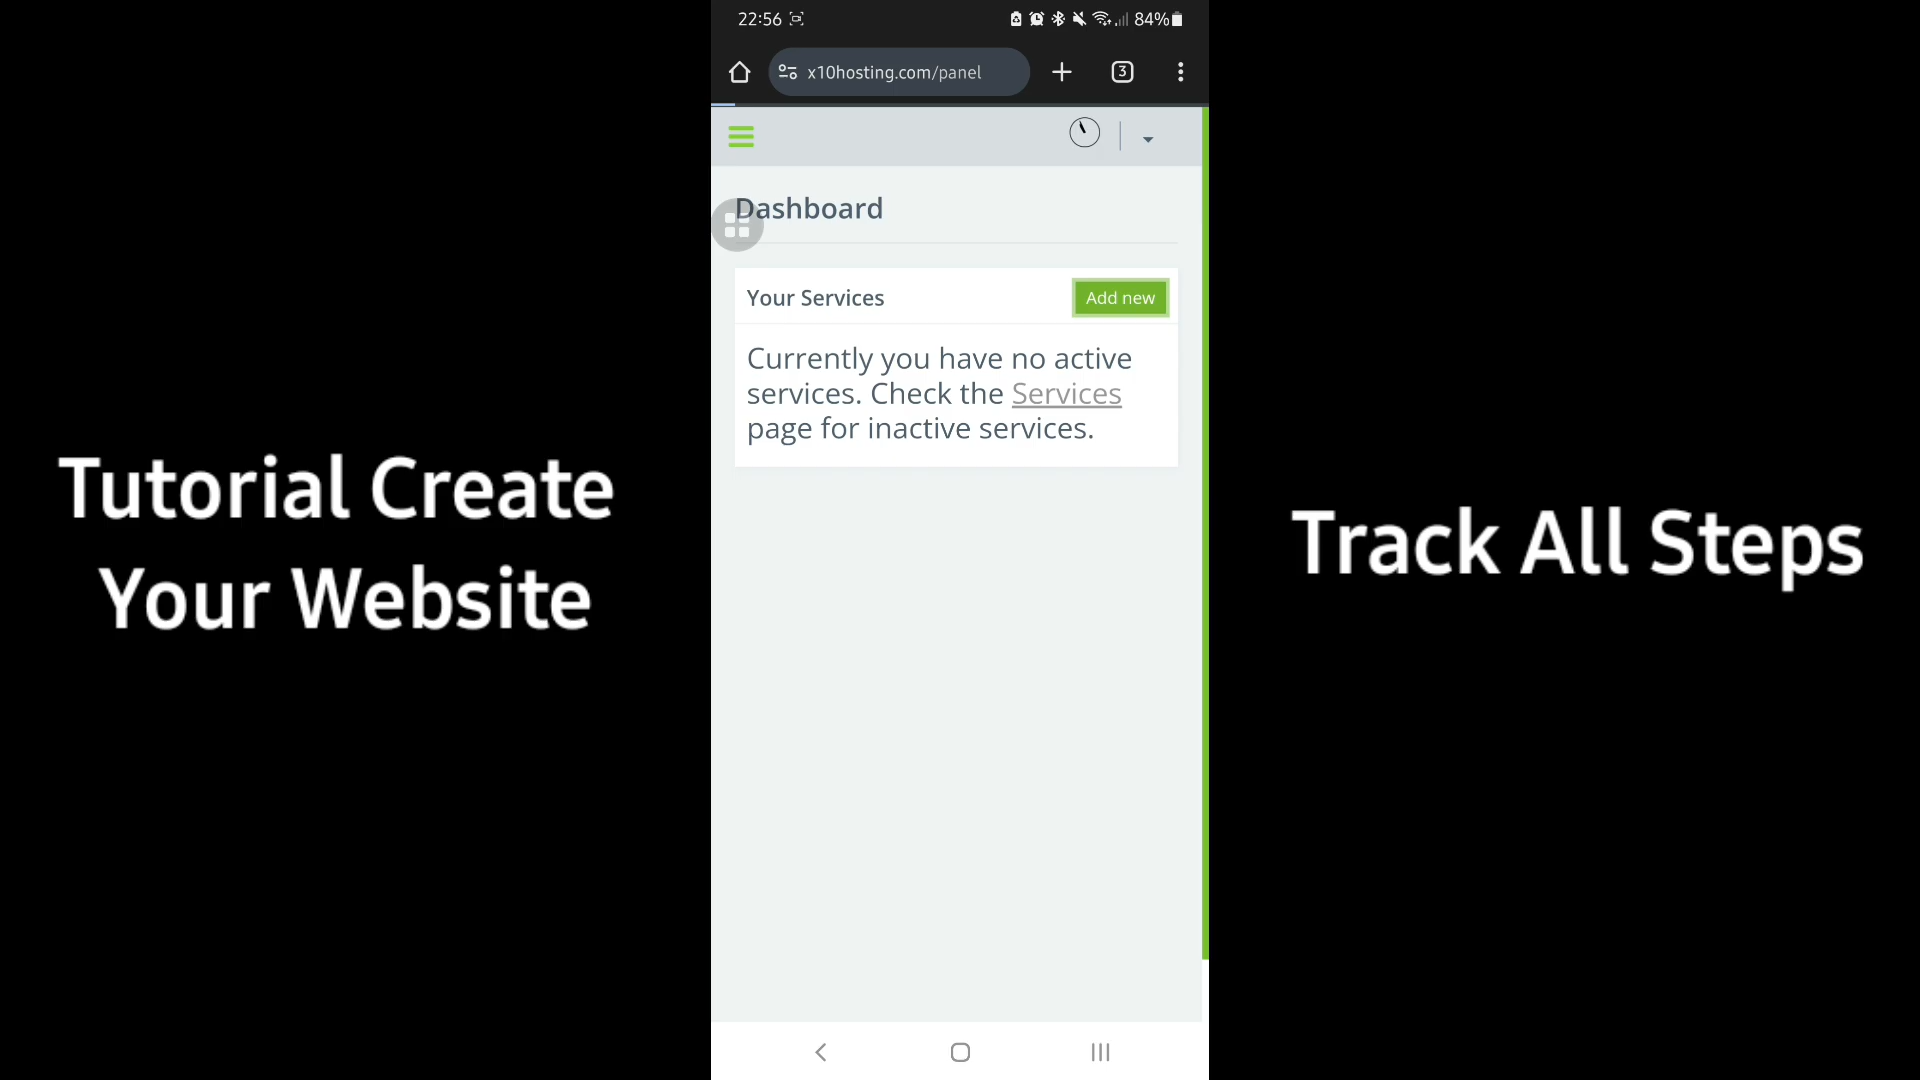 22:56
84%
x10hosting.com/panel
3
Dashboard
Your Services
Add new
Currently you have no active
services. Check the Services
page for inactive services.
Tutorial Create
Your Website
Track All Steps